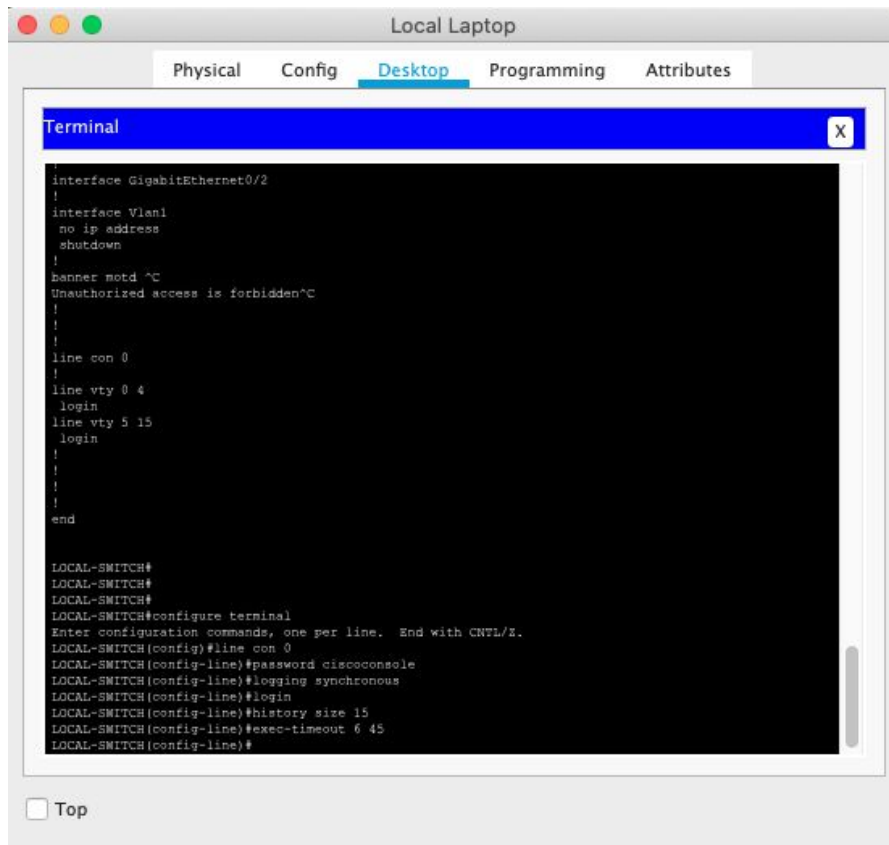 Local Laptop
Physical Config Desktop Programming Attributes
Terminal X
!
interface GigabitEthernet0/2
!
interface Vlan1
no ip address
shutdown
!
banner motd ^C
Unauthorized access is forbidden^C
!
!
!
line con 0
!
line vty 0 4
login
line vty 5 15
login
!
!
!
!
end
LOCAL-SWITCH#
LOCAL-SWITCH#
LOCAL-SWITCH#
LOCAL-SWITCH#configure terminal
Enter configuration commands, one per line. End with CNTL/Z.
LOCAL-SWITCH(config)#line con 0
LOCAL-SWITCH(config-line)#password ciscoconsole
LOCAL-SWITCH(config-line)#logging synchronous
LOCAL-SWITCH(config-line)#login
LOCAL-SWITCH(config-line)#history size 15
LOCAL-SWITCH(config-line)#exec-timeout 6 45
LOCAL-SWITCH(config-line)#
Top